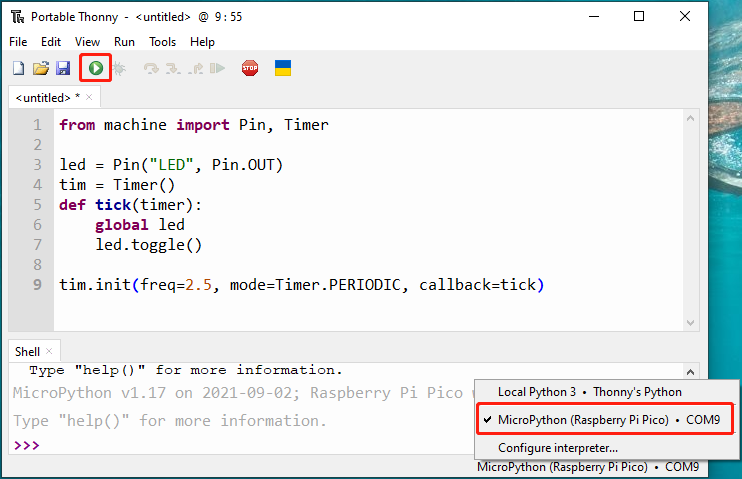 Portable Thonny - <untitled> @ 9:55
File Edit View Run Tools Help
STOP
<untitled> * ×
1 from machine import Pin, Timer
2
3 led = Pin("LED", Pin.OUT)
4 tim = Timer()
5 def tick(timer):
6     global led
7     led.toggle()
8
9 tim.init(freq=2.5, mode=Timer.PERIODIC, callback=tick)
Shell ×
Type "help()" for more information.
MicroPython v1.17 on 2021-09-02; Raspberry Pi Pico
Type "help()" for more information.
>>>
Local Python 3 • Thonny's Python
✓ MicroPython (Raspberry Pi Pico) • COM9
Configure interpreter...
MicroPython (Raspberry Pi Pico) • COM9